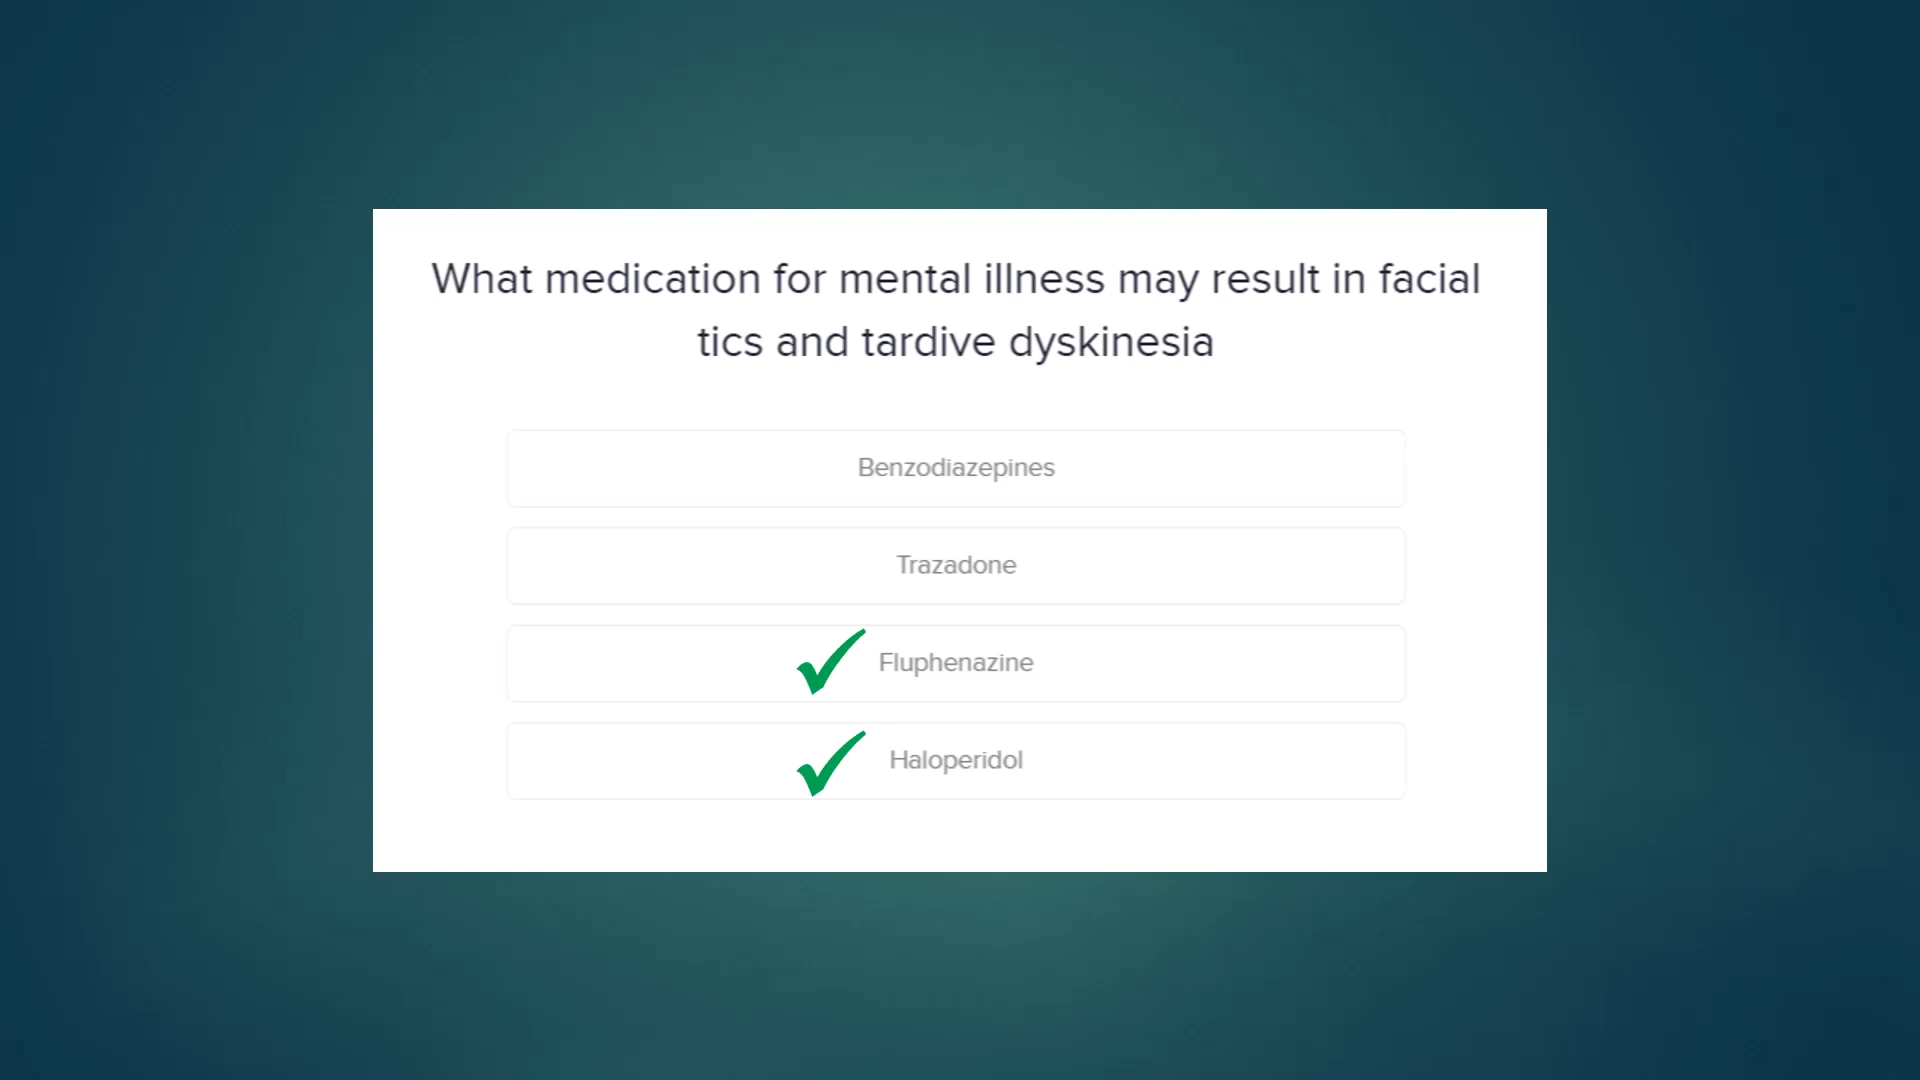 What medication for mental illness may result in facial
tics and tardive dyskinesia
Benzodiazepines
Trazadone
Fluphenazine
Haloperidol